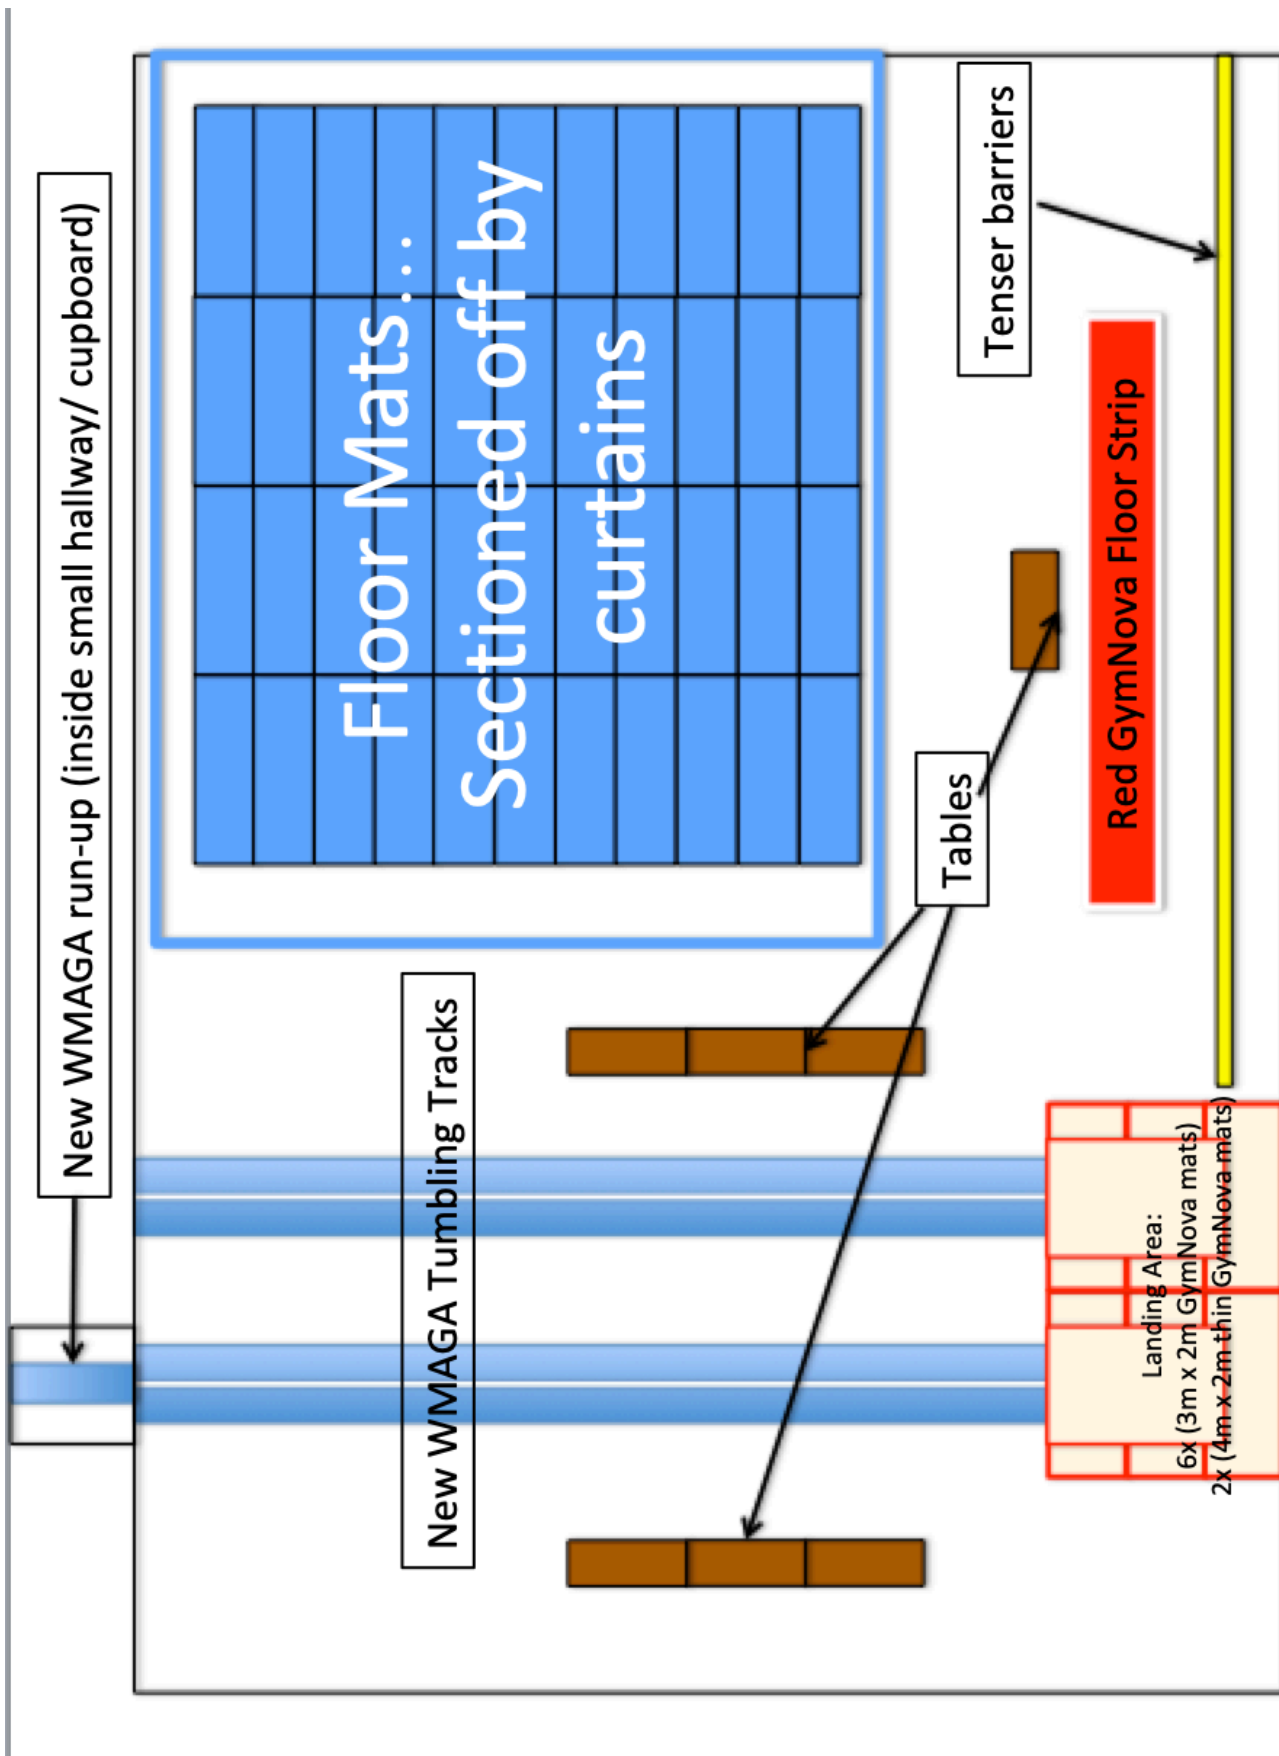 New WMAGA run-up (inside small hallway/ cupboard)
Floor Mats...
Sectioned off by
curtains
New WMAGA Tumbling Tracks
Tables
Tenser barriers
Red GymNova Floor Strip
Landing Area:
6x (3m x 2m GymNova mats)
2x (4m x 2m thin GymNova mats)